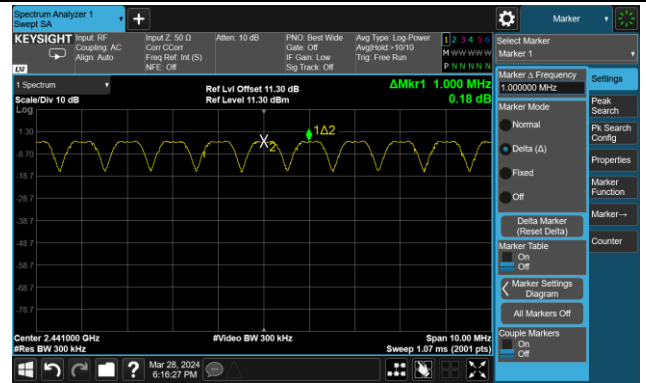 Spectrum Analyzer 1
Swept SA
Marker
KEYSIGHT
Input: RF
Coupling: AC
Align: Auto
Input Z: 50 Ω
Corr CCorr
Freq Ref: Int (S)
NFE: Off
Atten: 10 dB
PNO: Best Wide
Gate: Off
IF Gain: Low
Sig Track: Off
Avg Type: Log-Power
Avg|Hold:>10/10
Trig: Free Run
1 2 3 4 5 6
M W W W W W
P N N N N N
Select Marker
Marker 1
LXI
1 Spectrum
Scale/Div 10 dB
Log
Ref Lvl Offset 11.30 dB
Ref Level 11.30 dBm
ΔMkr1 1.000 MHz
0.18 dB
1.30
-8.70
-18.7
-28.7
-38.7
-48.7
-58.7
-68.7
-78.7
1Δ2
X2
Center 2.441000 GHz
#Res BW 300 kHz
#Video BW 300 kHz
Span 10.00 MHz
Sweep 1.07 ms (2001 pts)
Marker Δ Frequency
1.000000 MHz
Marker Mode
Normal
Delta (Δ)
Fixed
Off
Delta Marker
(Reset Delta)
Marker Table
On
Off
Marker Settings
Diagram
All Markers Off
Couple Markers
On
Off
Settings
Peak
Search
Pk Search
Config
Properties
Marker
Function
Marker→
Counter
?
Mar 28, 2024
6:16:27 PM